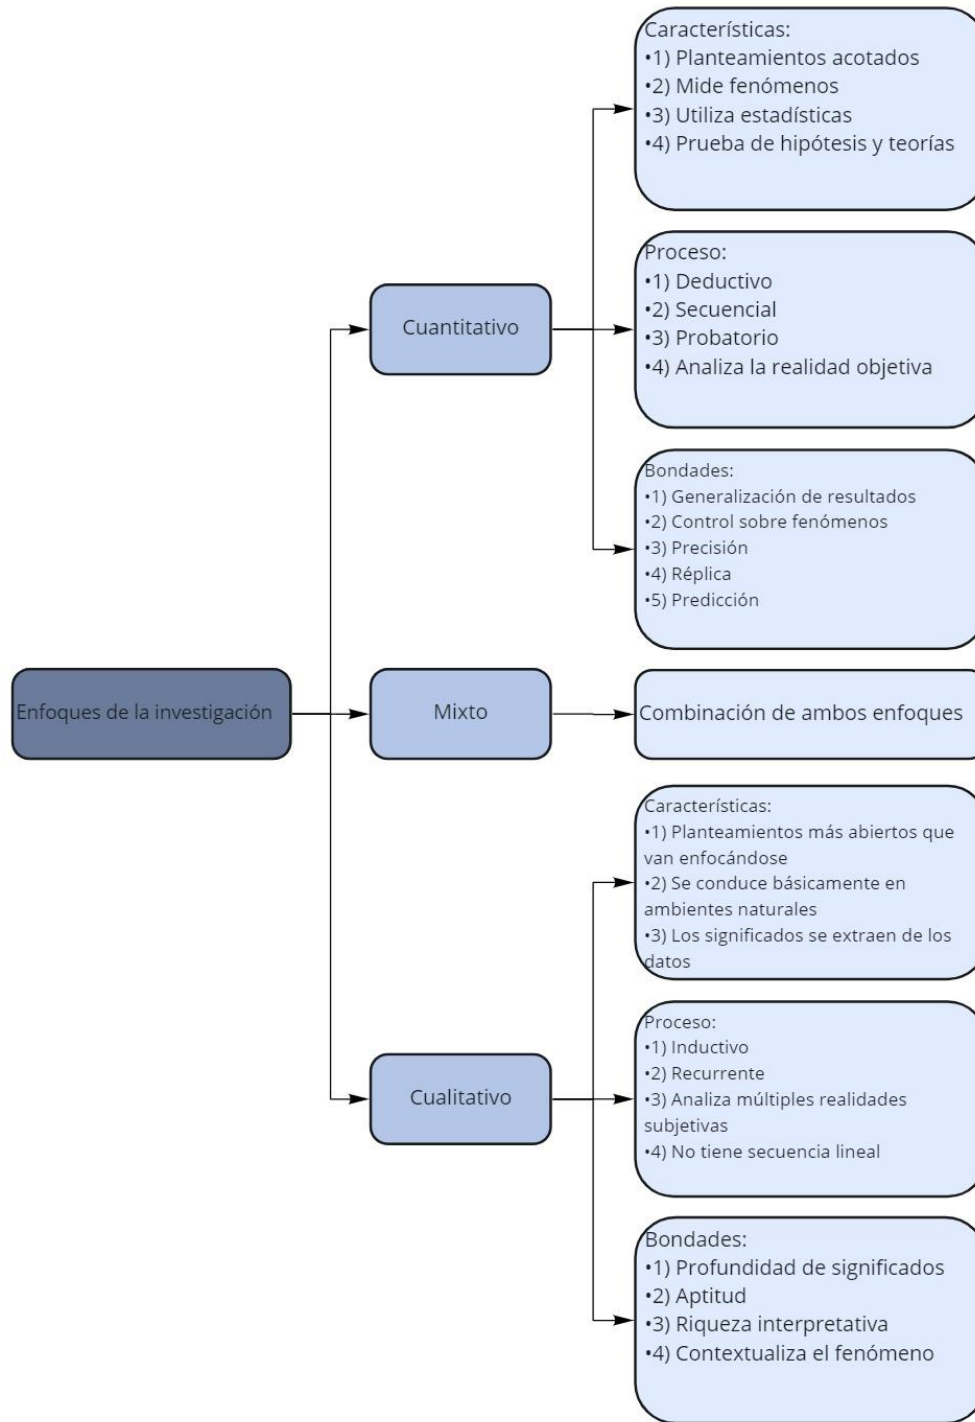 Características:
•1) Planteamientos acotados
•2) Mide fenómenos
•3) Utiliza estadísticas
•4) Prueba de hipótesis y teorías
Cuantitativo
Proceso:
•1) Deductivo
•2) Secuencial
•3) Probatorio
•4) Analiza la realidad objetiva
Bondades:
•1) Generalización de resultados
•2) Control sobre fenómenos
•3) Precisión
•4) Réplica
•5) Predicción
Enfoques de la investigación
Mixto
Combinación de ambos enfoques
Características:
•1) Planteamientos más abiertos que
van enfocándose
•2) Se conduce básicamente en
ambientes naturales
•3) Los significados se extraen de los
datos
Cualitativo
Proceso:
•1) Inductivo
•2) Recurrente
•3) Analiza múltiples realidades
subjetivas
•4) No tiene secuencia lineal
Bondades:
•1) Profundidad de significados
•2) Aptitud
•3) Riqueza interpretativa
•4) Contextualiza el fenómeno